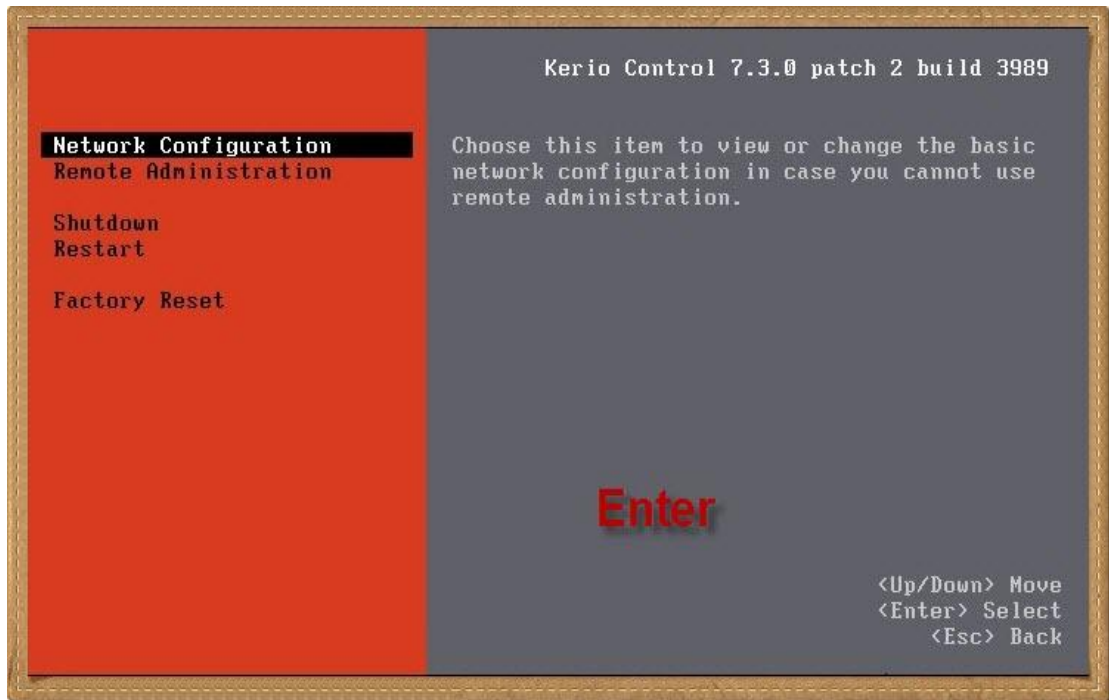 Kerio Control 7.3.0 patch 2 build 3989
Network Configuration
Remote Administration
Shutdown
Restart
Factory Reset
Choose this item to view or change the basic
network configuration in case you cannot use
remote administration.
Enter
<Up/Down> Move
<Enter> Select
<Esc> Back